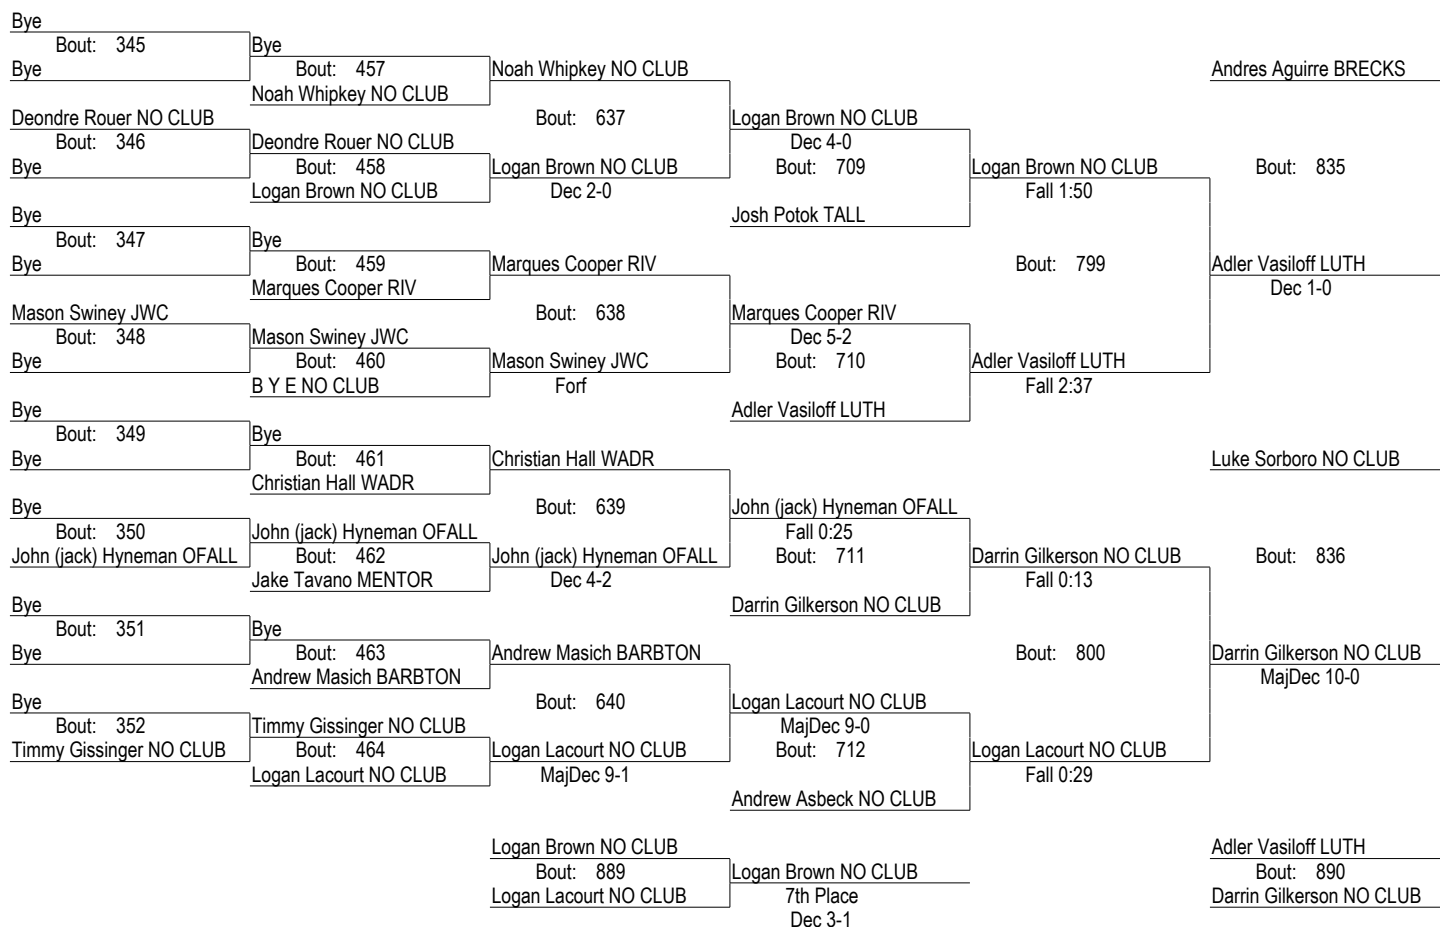 Bye
Bout: 345
Bye
Bye
Bout: 457
Noah Whipkey NO CLUB
Noah Whipkey NO CLUB
Andres Aguirre BRECKS
Deondre Rouer NO CLUB
Bout: 346
Bye
Deondre Rouer NO CLUB
Bout: 458
Logan Brown NO CLUB
Bout: 637
Logan Brown NO CLUB
Dec 2-0
Logan Brown NO CLUB
Dec 4-0
Bout: 709
Josh Potok TALL
Logan Brown NO CLUB
Fall 1:50
Bout: 835
Bye
Bout: 347
Bye
Bye
Bout: 459
Marques Cooper RIV
Marques Cooper RIV
Bout: 799
Adler Vasiloff LUTH
Dec 1-0
Mason Swiney JWC
Bout: 348
Bye
Mason Swiney JWC
Bout: 460
B Y E NO CLUB
Bout: 638
Mason Swiney JWC
Forf
Marques Cooper RIV
Dec 5-2
Bout: 710
Adler Vasiloff LUTH
Adler Vasiloff LUTH
Fall 2:37
Bye
Bout: 349
Bye
Bye
Bout: 461
Christian Hall WADR
Christian Hall WADR
Luke Sorboro NO CLUB
Bye
Bout: 350
John (jack) Hyneman OFALL
John (jack) Hyneman OFALL
Bout: 462
Jake Tavano MENTOR
Bout: 639
John (jack) Hyneman OFALL
Dec 4-2
John (jack) Hyneman OFALL
Fall 0:25
Bout: 711
Darrin Gilkerson NO CLUB
Darrin Gilkerson NO CLUB
Fall 0:13
Bout: 836
Bye
Bout: 351
Bye
Bye
Bout: 463
Andrew Masich BARBTON
Andrew Masich BARBTON
Bout: 800
Darrin Gilkerson NO CLUB
MajDec 10-0
Bye
Bout: 352
Timmy Gissinger NO CLUB
Timmy Gissinger NO CLUB
Bout: 464
Logan Lacourt NO CLUB
Bout: 640
Logan Lacourt NO CLUB
MajDec 9-1
Logan Lacourt NO CLUB
MajDec 9-0
Bout: 712
Andrew Asbeck NO CLUB
Logan Lacourt NO CLUB
Fall 0:29
Logan Brown NO CLUB
Bout: 889
Logan Lacourt NO CLUB
Logan Brown NO CLUB
7th Place
Dec 3-1
Adler Vasiloff LUTH
Bout: 890
Darrin Gilkerson NO CLUB